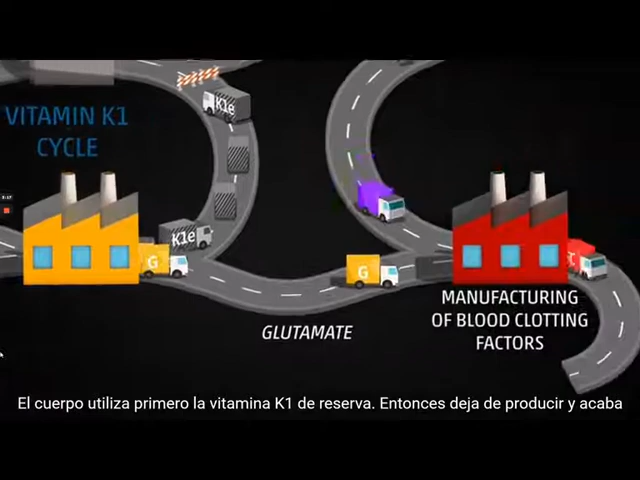 VITAMIN K1
CYCLE
K1e
K1e
G
G
GLUTAMATE
MANUFACTURING
OF BLOOD CLOTTING
FACTORS
El cuerpo utiliza primero la vitamina K1 de reserva. Entonces deja de producir y acaba